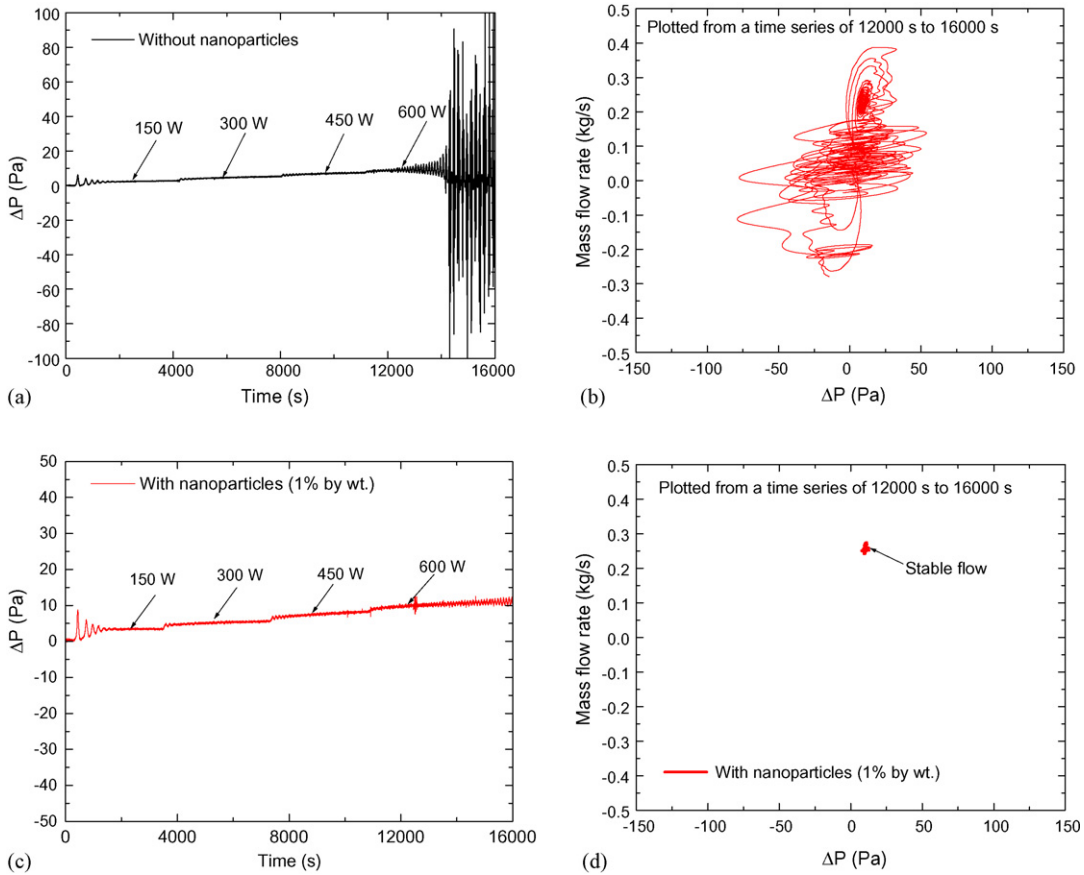 100
80
60
40
20
0
-20
-40
-60
-80
-100
ΔP (Pa)
Without nanoparticles
150 W
300 W
450 W
600 W
0
4000
8000
12000
16000
Time (s)
(a)
0.5
0.4
0.3
0.2
0.1
0.0
-0.1
-0.2
-0.3
-0.4
-0.5
Mass flow rate (kg/s)
Plotted from a time series of 12000 s to 16000 s
-150
-100
-50
0
50
100
150
ΔP (Pa)
(b)
50
40
30
20
10
0
-10
-20
-30
-40
-50
ΔP (Pa)
With nanoparticles (1% by wt.)
150 W
300 W
450 W
600 W
0
4000
8000
12000
16000
Time (s)
(c)
0.5
0.4
0.3
0.2
0.1
0.0
-0.1
-0.2
-0.3
-0.4
-0.5
Mass flow rate (kg/s)
Plotted from a time series of 12000 s to 16000 s
Stable flow
With nanoparticles (1% by wt.)
-150
-100
-50
0
50
100
150
ΔP (Pa)
(d)